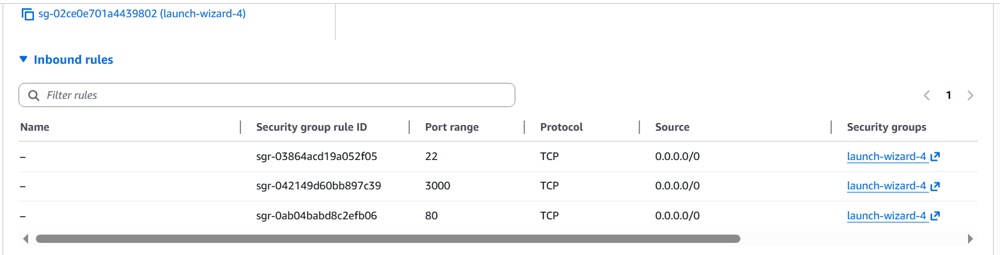 sg-02ce0e701a4439802 (launch-wizard-4)
Inbound rules
Filter rules
1
Name Security group rule ID Port range Protocol Source Security groups
– sgr-03864acd19a052f05 22 TCP 0.0.0.0/0 launch-wizard-4
– sgr-042149d60bb897c39 3000 TCP 0.0.0.0/0 launch-wizard-4
– sgr-0ab04babd8c2efb06 80 TCP 0.0.0.0/0 launch-wizard-4